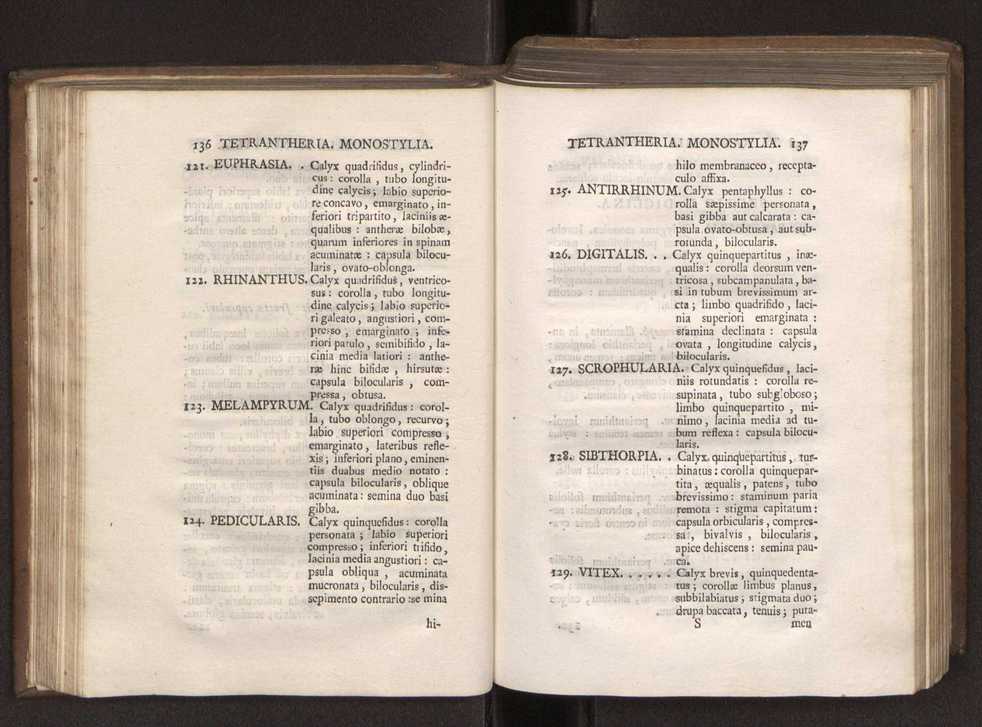 136 TETRANTHERIA. MONOSTYLIA.
121. EUPHRASIA. . Calyx quadrifidus, cylindri-
cus: corolla, tubo longitu-
dine calycis; labio superio-
re concavo, emarginato, in-
feriori tripartito, laciniis æ-
qualibus: antheræ bilobæ,
quarum inferiores in spinam
acuminatæ: capsula bilocu-
laris, ovato-oblonga.
122. RHINANTHUS. Calyx quadrifidus, ventrico-
sus: corolla, tubo longitu-
dine calycis; labio superio-
ri galeato, angustiori, com-
presso, emarginato; infe-
riori patulo, semibifido, la-
cinia media latiori: anthe-
ræ hinc bifidæ, hirsutæ:
capsula bilocularis, com-
pressa, obtusa.
123. MELAMPYRUM. Calyx quadrifidus: corol-
la, tubo oblongo, recurvo;
labio superiori compresso,
emarginato, lateribus refle-
xis; inferiori plano, eminen-
tiis duabus medio notato:
capsula bilocularis, oblique
acuminata: semina duo basi
gibba.
124. PEDICULARIS. Calyx quinquefidus: corolla
personata; labio superiori
compresso; inferiori trifido,
lacinia media angustiori: ca-
psula obliqua, acuminata
mucronata, bilocularis, dis-
sepimento contrario: se mina
hi-
TETRANTHERIA. MONOSTYLIA. 137
hilo membranaceo, recepta-
culo affixa.
125. ANTIRRHINUM. Calyx pentaphyllus: co-
rolla sæpissime personata,
basi gibba aut calcarata: ca-
psula ovato-obtusa, aut sub-
rotunda, bilocularis.
126. DIGITALIS. . . Calyx quinquepartitus, inæ-
qualis: corolla deorsum ven-
tricosa, subcampanulata, ba-
si in tubum brevissimum ar-
cta; limbo quadrifido, laci-
nia superiori emarginata:
stamina declinata: capsula
ovata, longitudine calycis,
bilocularis.
127. SCROPHULARIA. Calyx quinquefidus, laci-
niis rotundatis: corolla re-
supinata, tubo subgloboso;
limbo quinquepartito, mi-
nimo, lacinia media ad tu-
bum reflexa: capsula bilocu-
laris.
128. SIBTHORPIA. . Calyx quinquepartitus, tur-
binatus: corolla quinquepar-
tita, æqualis, patens, tubo
brevissimo: staminum paria
remota: stigma capitatum:
capsula orbicularis, compres-
sa, bivalvis, bilocularis,
apice dehiscens: semina pau-
ca.
129. VITEX. . . . . . Calyx brevis, quinquedenta-
tus; corollæ limbus planus,
subbilabiatus; stigmata duo;
drupa baccata, tenuis; puta-
S men